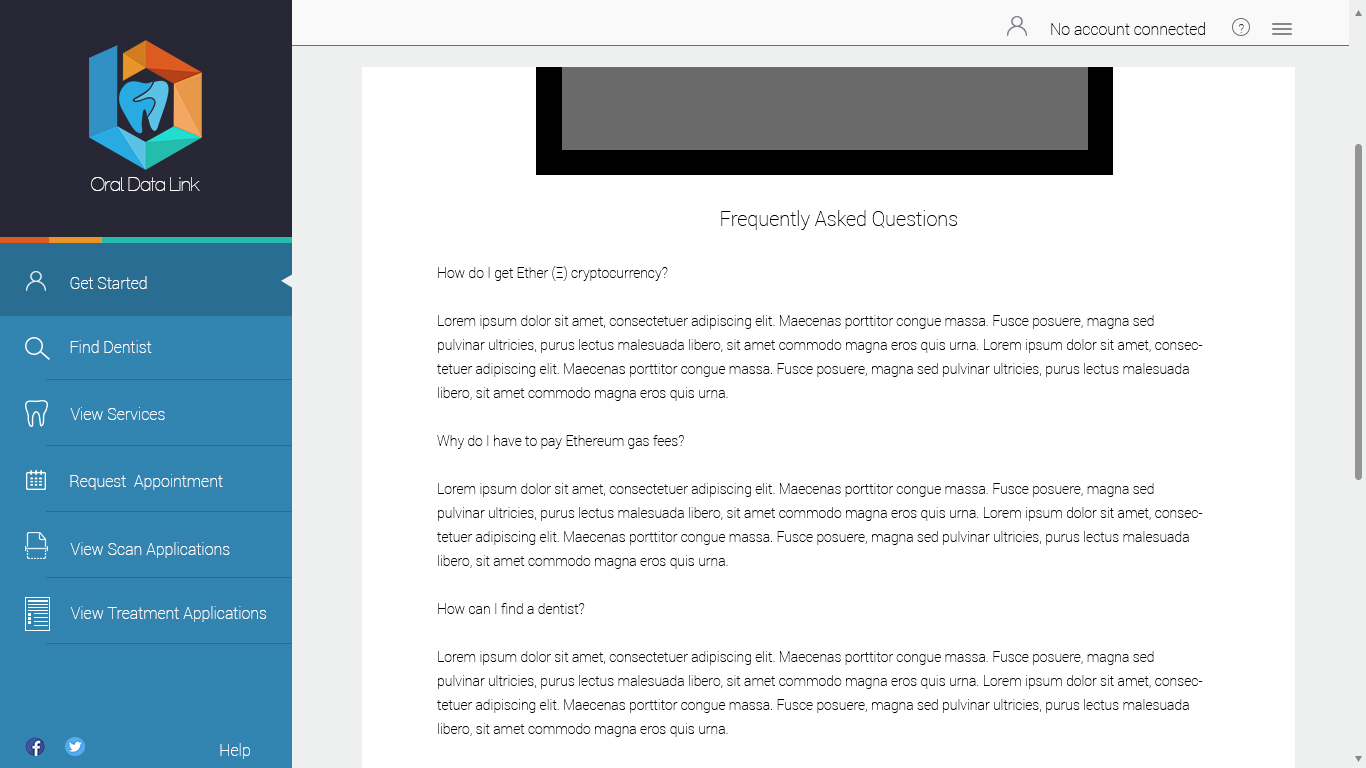 No account connected
?
Oral Data Link
Get Started
Find Dentist
View Services
Request Appointment
View Scan Applications
View Treatment Applications
Help
Frequently Asked Questions
How do I get Ether (Ξ) cryptocurrency?
Lorem ipsum dolor sit amet, consectetuer adipiscing elit. Maecenas porttitor congue massa. Fusce posuere, magna sed
pulvinar ultricies, purus lectus malesuada libero, sit amet commodo magna eros quis urna. Lorem ipsum dolor sit amet, consec-
tetuer adipiscing elit. Maecenas porttitor congue massa. Fusce posuere, magna sed pulvinar ultricies, purus lectus malesuada
libero, sit amet commodo magna eros quis urna.
Why do I have to pay Ethereum gas fees?
Lorem ipsum dolor sit amet, consectetuer adipiscing elit. Maecenas porttitor congue massa. Fusce posuere, magna sed
pulvinar ultricies, purus lectus malesuada libero, sit amet commodo magna eros quis urna. Lorem ipsum dolor sit amet, consec-
tetuer adipiscing elit. Maecenas porttitor congue massa. Fusce posuere, magna sed pulvinar ultricies, purus lectus malesuada
libero, sit amet commodo magna eros quis urna.
How can I find a dentist?
Lorem ipsum dolor sit amet, consectetuer adipiscing elit. Maecenas porttitor congue massa. Fusce posuere, magna sed
pulvinar ultricies, purus lectus malesuada libero, sit amet commodo magna eros quis urna. Lorem ipsum dolor sit amet, consec-
tetuer adipiscing elit. Maecenas porttitor congue massa. Fusce posuere, magna sed pulvinar ultricies, purus lectus malesuada
libero, sit amet commodo magna eros quis urna.